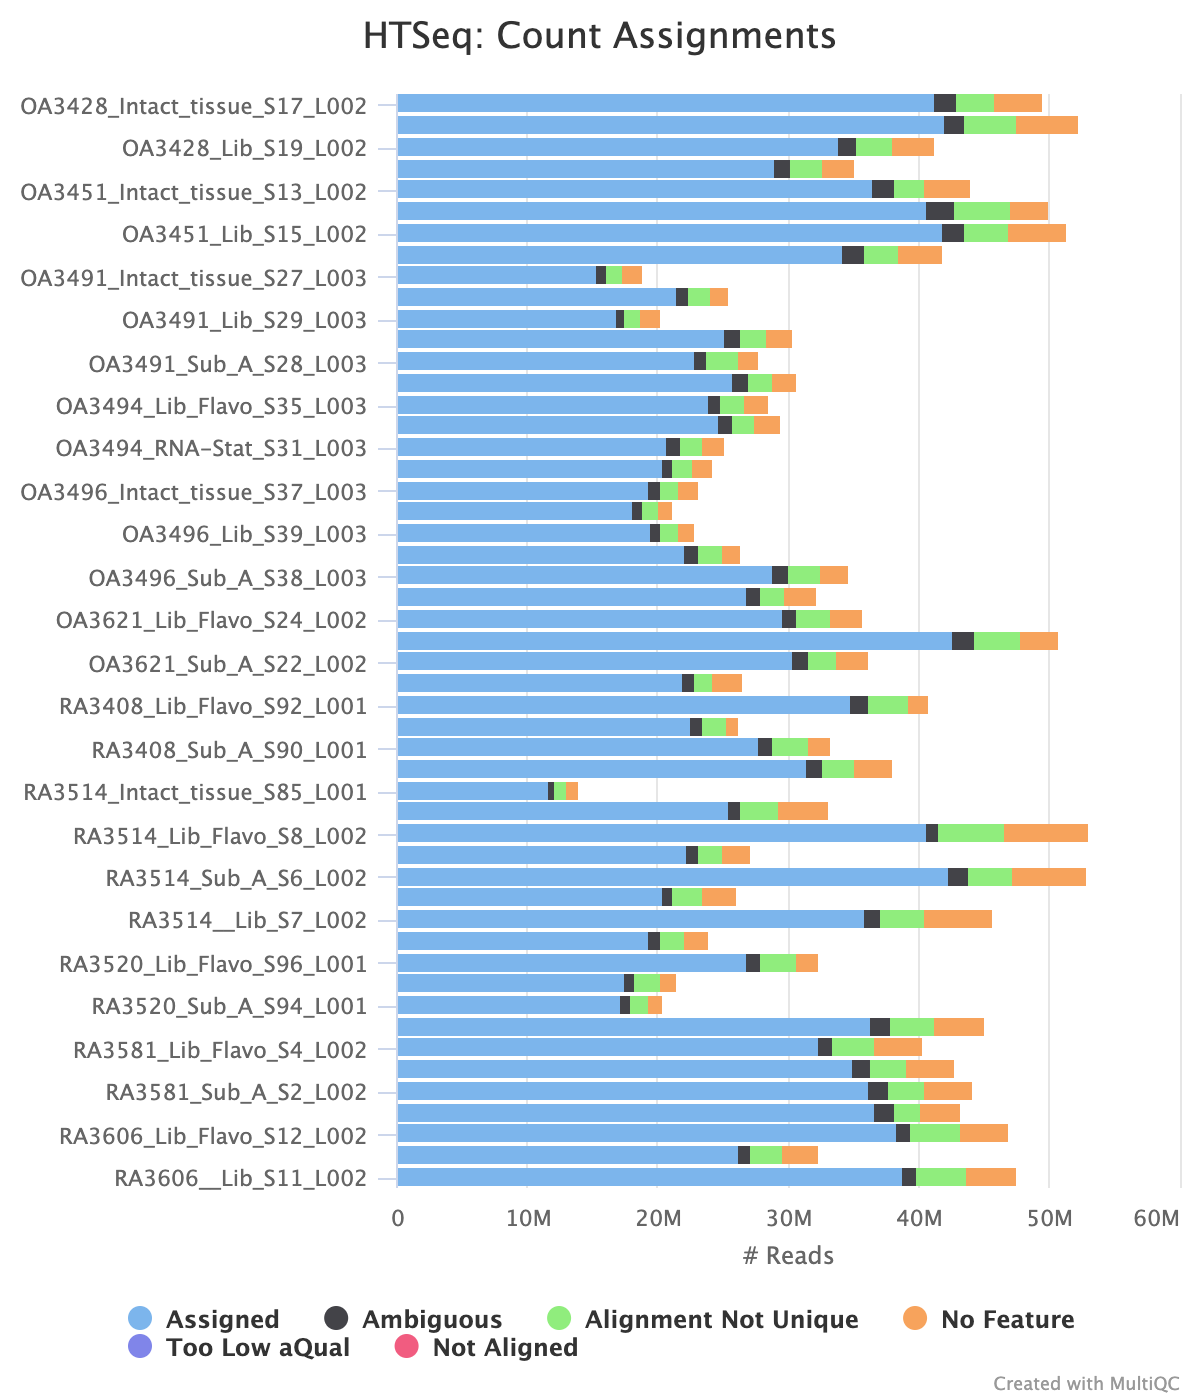 HTSeq: Count Assignments
OA3428_Intact_tissue_S17_L002
OA3428_Lib_S19_L002
OA3451_Intact_tissue_S13_L002
OA3451_Lib_S15_L002
OA3491_Intact_tissue_S27_L003
OA3491_Lib_S29_L003
OA3491_Sub_A_S28_L003
OA3494_Lib_Flavo_S35_L003
OA3494_RNA-Stat_S31_L003
OA3496_Intact_tissue_S37_L003
OA3496_Lib_S39_L003
OA3496_Sub_A_S38_L003
OA3621_Lib_Flavo_S24_L002
OA3621_Sub_A_S22_L002
RA3408_Lib_Flavo_S92_L001
RA3408_Sub_A_S90_L001
RA3514_Intact_tissue_S85_L001
RA3514_Lib_Flavo_S8_L002
RA3514_Sub_A_S6_L002
RA3514__Lib_S7_L002
RA3520_Lib_Flavo_S96_L001
RA3520_Sub_A_S94_L001
RA3581_Lib_Flavo_S4_L002
RA3581_Sub_A_S2_L002
RA3606_Lib_Flavo_S12_L002
RA3606__Lib_S11_L002
0 10M 20M 30M 40M 50M 60M
# Reads
Assigned Ambiguous Alignment Not Unique No Feature
Too Low aQual Not Aligned
Created with MultiQC